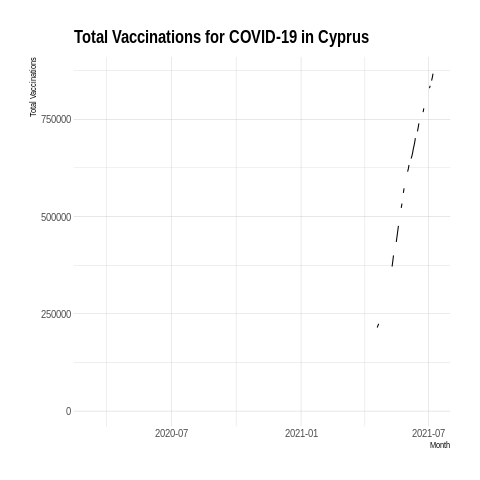 Total Vaccinations for COVID-19 in Cyprus
Total Vaccinations
750000
500000
250000
0
2020-07
2021-01
2021-07
Month